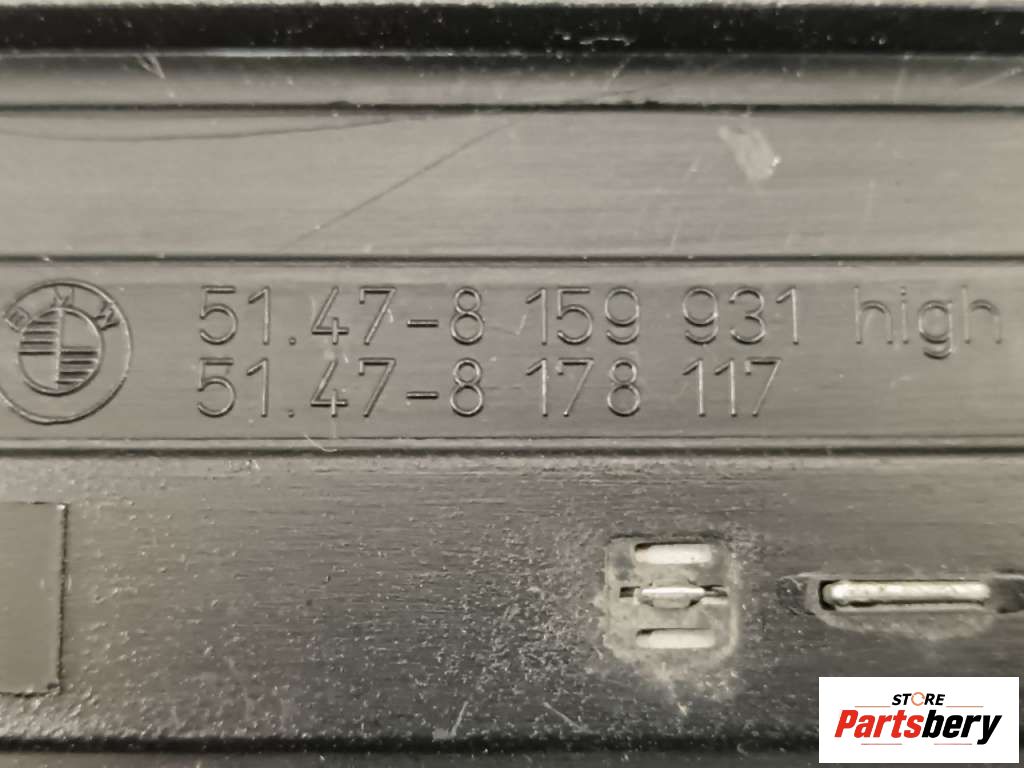 BMW
51.47-8 159 931 high
51.47-8 178 117
STORE
Partsbery